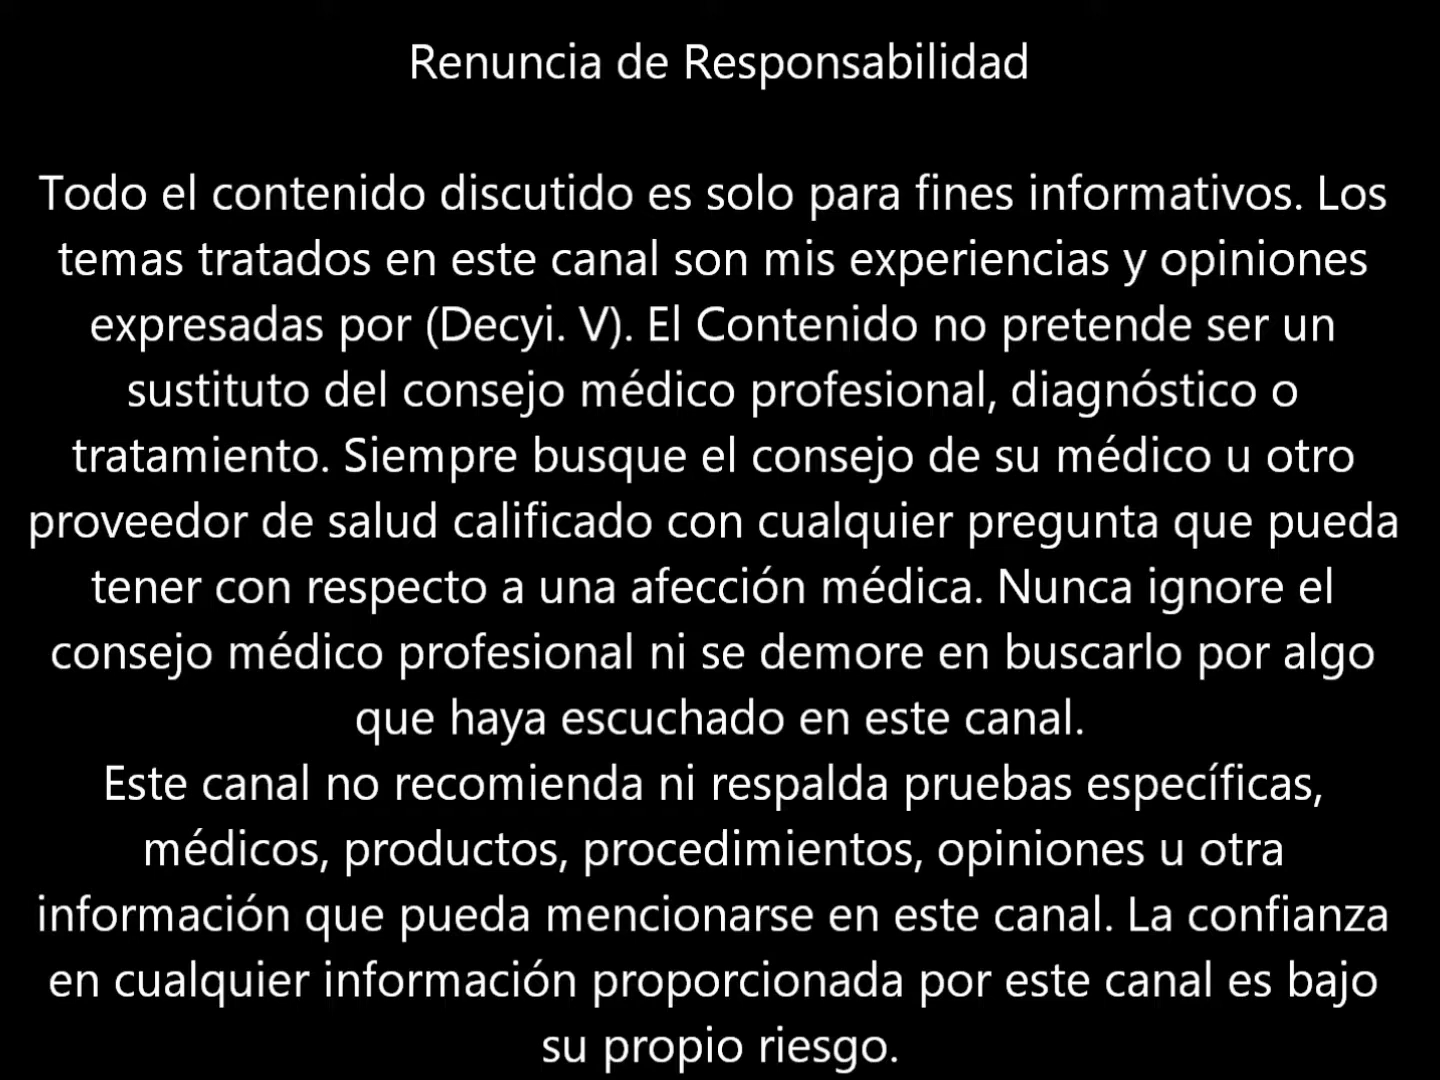 Renuncia de Responsabilidad
Todo el contenido discutido es solo para fines informativos. Los
temas tratados en este canal son mis experiencias y opiniones
expresadas por (Decyi. V). El Contenido no pretende ser un
sustituto del consejo médico profesional, diagnóstico o
tratamiento. Siempre busque el consejo de su médico u otro
proveedor de salud calificado con cualquier pregunta que pueda
tener con respecto a una afección médica. Nunca ignore el
consejo médico profesional ni se demore en buscarlo por algo
que haya escuchado en este canal.
Este canal no recomienda ni respalda pruebas específicas,
médicos, productos, procedimientos, opiniones u otra
información que pueda mencionarse en este canal. La confianza
en cualquier información proporcionada por este canal es bajo
su propio riesgo.